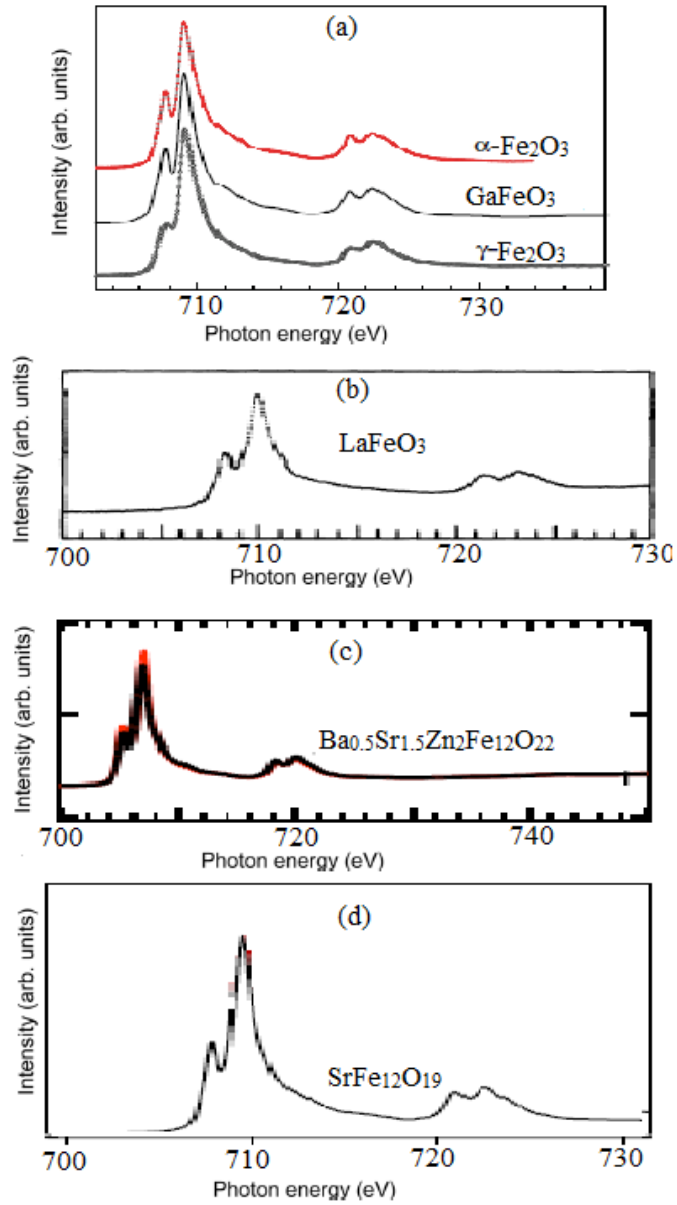 (a)
Intensity (arb. units)
α-Fe2O3
GaFeO3
γ-Fe2O3
710 720 730
Photon energy (eV)
(b)
Intensity (arb. units)
LaFeO3
700 710 720 730
Photon energy (eV)
(c)
Intensity (arb. units)
Ba0.5Sr1.5Zn2Fe12O22
700 720 740
Photon energy (eV)
(d)
Intensity (arb. units)
SrFe12O19
700 710 720 730
Photon energy (eV)